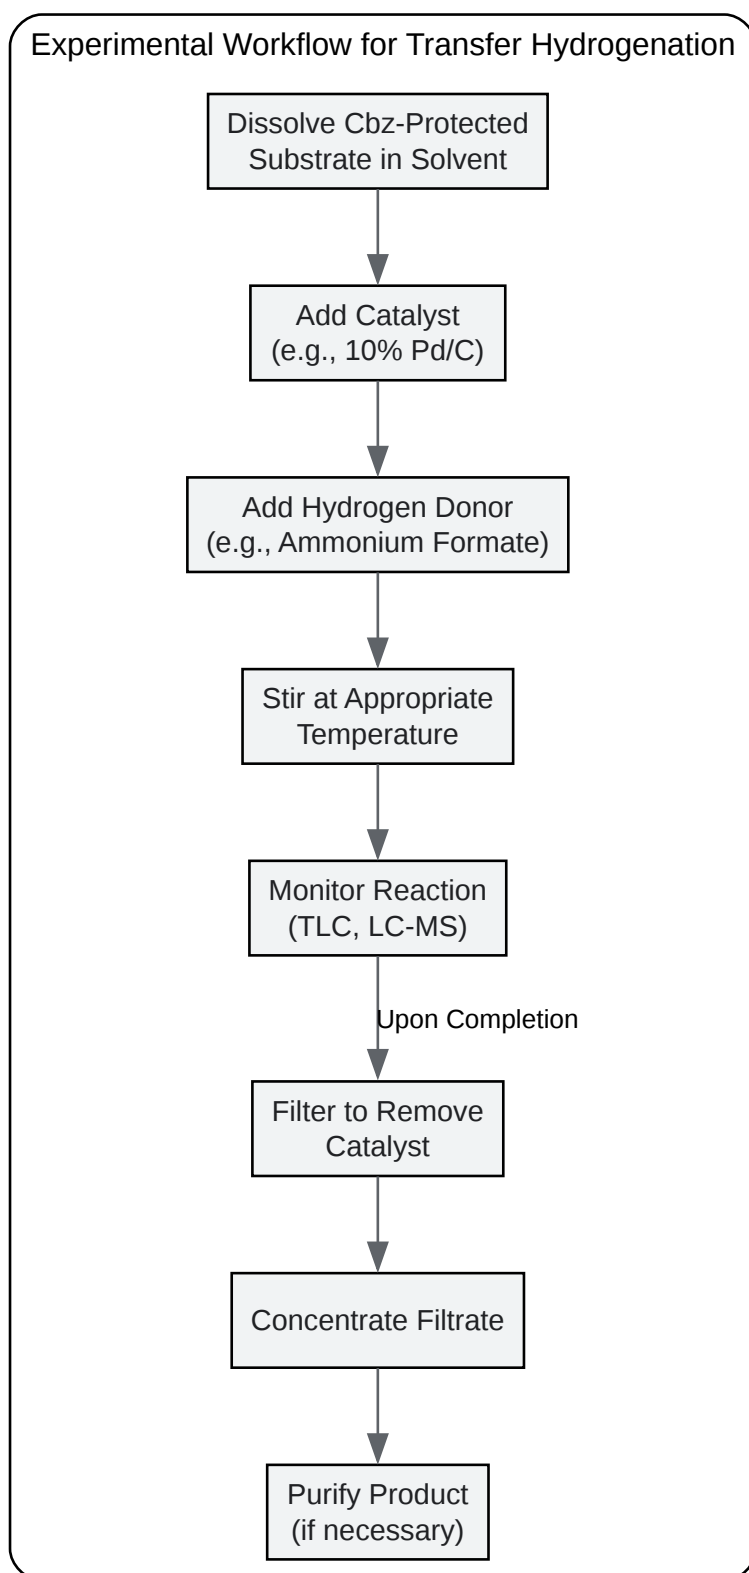 Experimental Workflow for Transfer Hydrogenation
Dissolve Cbz-Protected
Substrate in Solvent
Add Catalyst
(e.g., 10% Pd/C)
Add Hydrogen Donor
(e.g., Ammonium Formate)
Stir at Appropriate
Temperature
Monitor Reaction
(TLC, LC-MS)
Upon Completion
Filter to Remove
Catalyst
Concentrate Filtrate
Purify Product
(if necessary)